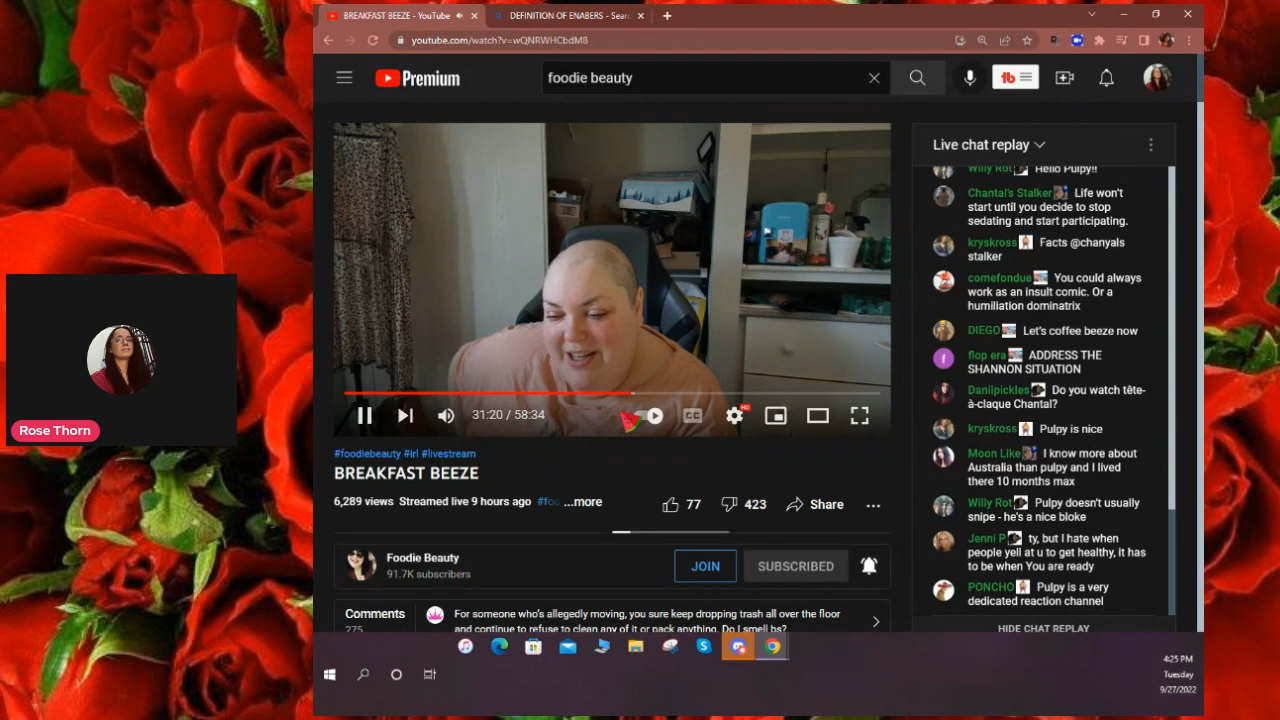 BREAKFAST BEEZE - YouTube
DEFINITION OF ENABERS - Sear
youtube.com/watch?v=wQNRWHCbdM8
Premium
foodie beauty
Live chat replay
Willy Rot Hello Pulpy!!
Chantal's Stalker Life won't
start until you decide to stop
sedating and start participating.
kryskross Facts @chanyals
stalker
comefondue You could always
work as an insult comic. Or a
humiliation dominatrix
DIEGO Let's coffee beeze now
flop era ADDRESS THE
SHANNON SITUATION
Daniipickles Do you watch tête-
à-claque Chantal?
kryskross Pulpy is nice
Moon Like I know more about
Australia than pulpy and I lived
there 10 months max
Willy Rot Pulpy doesn't usually
snipe - he's a nice bloke
Jenni P ty, but I hate when
people yell at u to get healthy, it has
to be when You are ready
PONCHO Pulpy is a very
dedicated reaction channel
HIDE CHAT REPLAY
Rose Thorn
31:20 / 58:34
CC
HD
#foodiebeauty #irl #livestream
BREAKFAST BEEZE
6,289 views Streamed live 9 hours ago #foo ...more
77
423
Share
Foodie Beauty
91.7K subscribers
JOIN
SUBSCRIBED
Comments
275
For someone who's allegedly moving, you sure keep dropping trash all over the floor
and continue to refuse to clean any of it or pack anything. Do I smell bs?
4:25 PM
Tuesday
9/27/2022